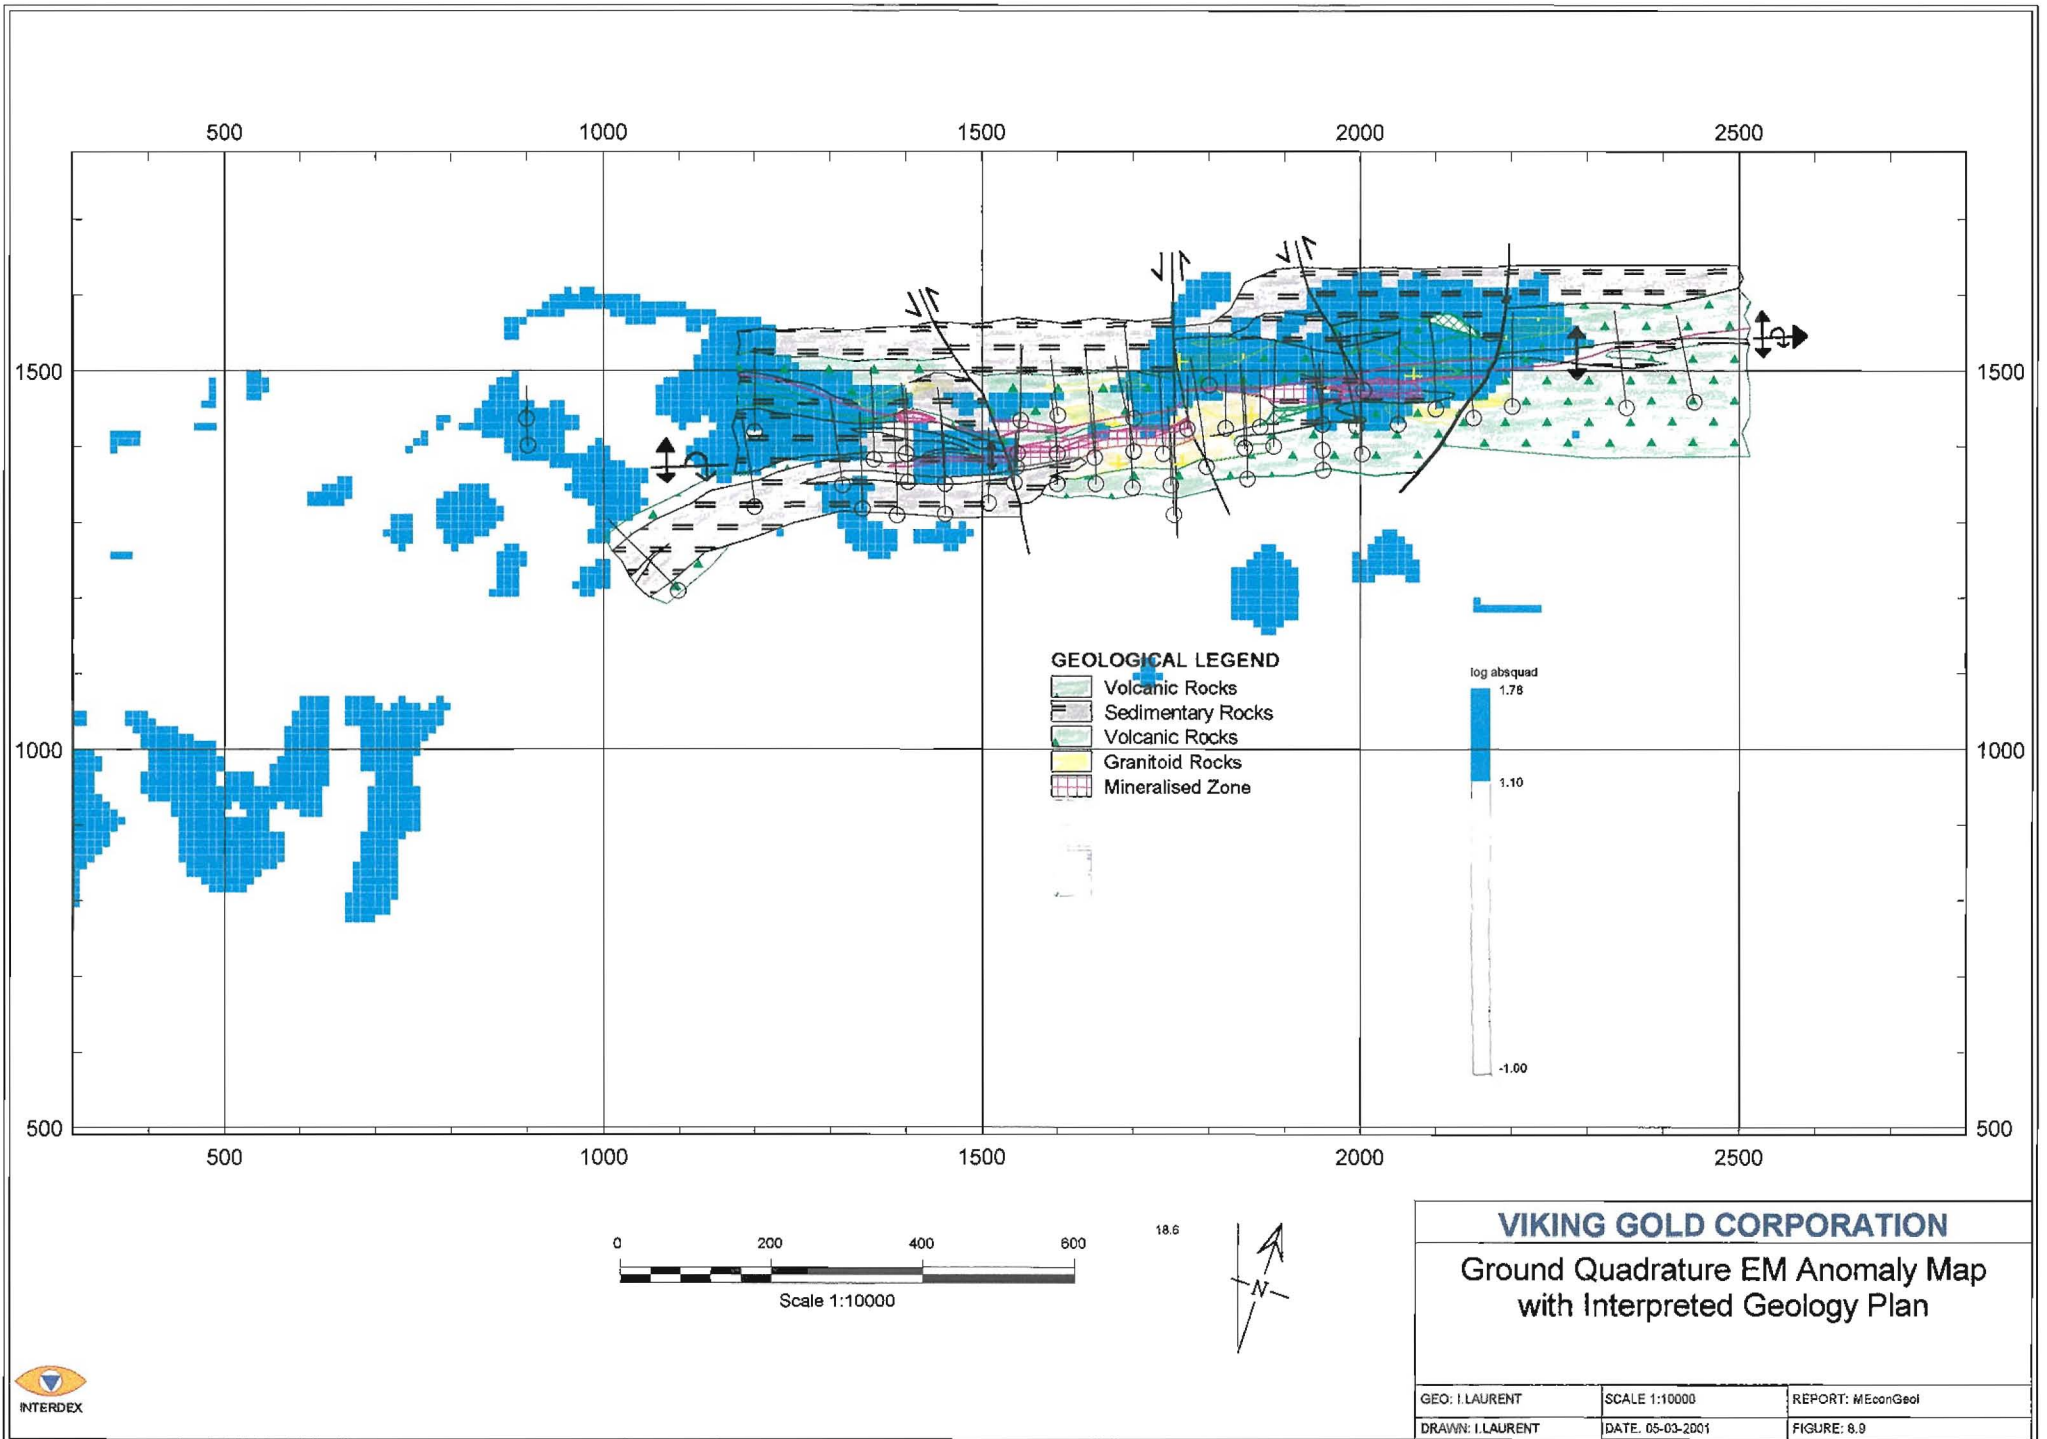 500 1000 1500 2000 2500
1500 1500
GEOLOGICAL LEGEND
Volcanic Rocks
Sedimentary Rocks
Volcanic Rocks
Granitoid Rocks
Mineralised Zone
log absquad
1.78
1.10
-1.00
1000 1000
500 500
500 1000 1500 2000 2500
0 200 400 600
Scale 1:10000
18.6
N
VIKING GOLD CORPORATION
Ground Quadrature EM Anomaly Map
with Interpreted Geology Plan
GEO: I.LAURENT SCALE 1:10000 REPORT: MEconGeol
DRAWN: I.LAURENT DATE. 05-03-2001 FIGURE: 8.9
INTERDEX